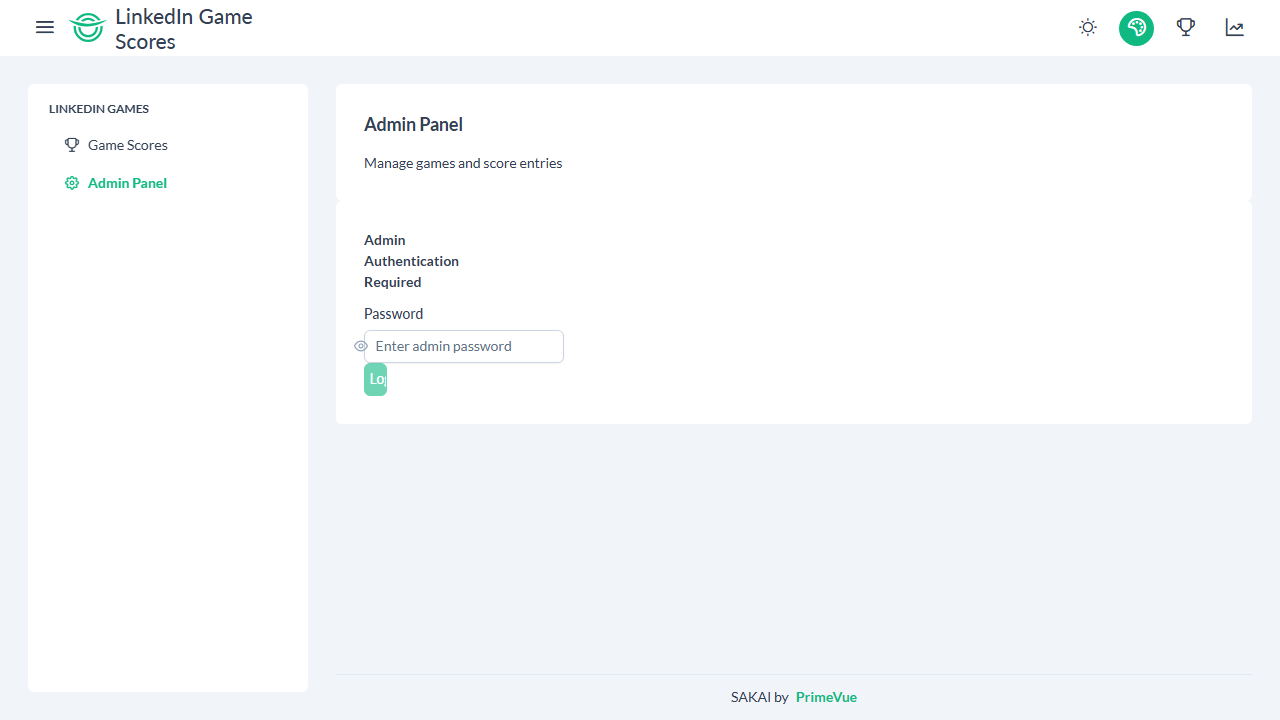 LinkedIn Game
Scores
LINKEDIN GAMES
Game Scores
Admin Panel
Admin Panel
Manage games and score entries
Admin
Authentication
Required
Password
Enter admin password
Lo
SAKAI by PrimeVue